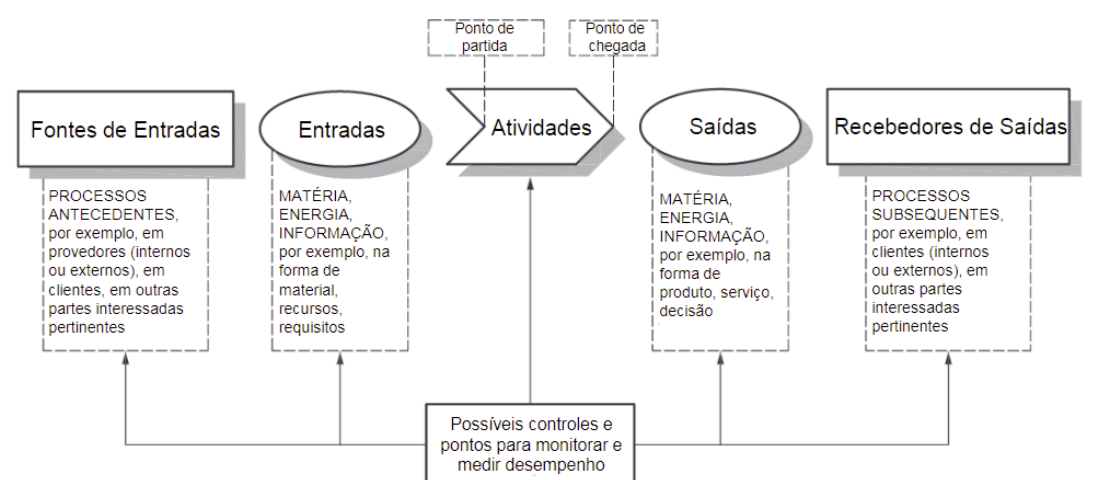 Ponto de
partida
Ponto de
chegada
Fontes de Entradas
Entradas
Atividades
Saídas
Recebedores de Saídas
PROCESSOS
ANTECEDENTES,
por exemplo, em
provedores (internos
ou externos), em
clientes, em outras
partes interessadas
pertinentes
MATÉRIA,
ENERGIA,
INFORMAÇÃO,
por exemplo, na
forma de
material,
recursos,
requisitos
MATÉRIA,
ENERGIA,
INFORMAÇÃO,
por exemplo, na
forma de
produto, serviço,
decisão
PROCESSOS
SUBSEQUENTES,
por exemplo, em
clientes (internos
ou externos), em
outras partes
interessadas
pertinentes
Possíveis controles e
pontos para monitorar e
medir desempenho